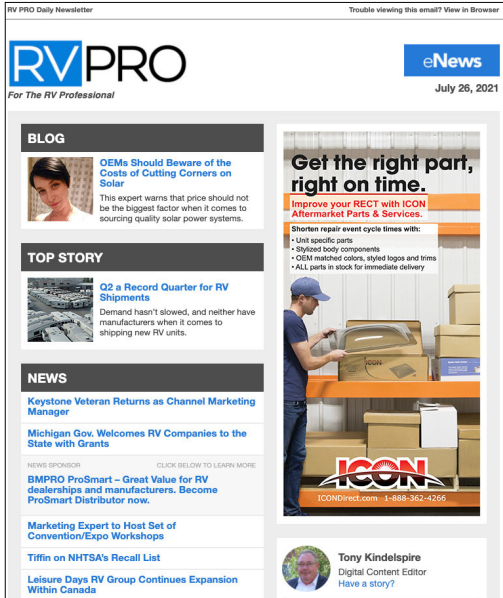 RV PRO Daily Newsletter
Trouble viewing this email? View in Browser
RVPRO
For The RV Professional
eNews
July 26, 2021
BLOG
OEMs Should Beware of the
Costs of Cutting Corners on
Solar
This expert warns that price should not
be the biggest factor when it comes to
sourcing quality solar power systems.
TOP STORY
Q2 a Record Quarter for RV
Shipments
Demand hasn't slowed, and neither have
manufacturers when it comes to
shipping new RV units.
NEWS
Keystone Veteran Returns as Channel Marketing
Manager
Michigan Gov. Welcomes RV Companies to the
State with Grants
NEWS SPONSOR
CLICK BELOW TO LEARN MORE
BMPRO ProSmart – Great Value for RV
dealerships and manufacturers. Become
ProSmart Distributor now.
Marketing Expert to Host Set of
Convention/Expo Workshops
Tiffin on NHTSA's Recall List
Leisure Days RV Group Continues Expansion
Within Canada
Get the right part,
right on time.
Improve your RECT with ICON
Aftermarket Parts & Services.
Shorten repair event cycle times with:
• Unit specific parts
• Stylized body components
• OEM matched colors, styled logos and trims
• ALL parts in stock for immediate delivery
ICON
ICON
ICONDirect.com 1-888-362-4266
Tony Kindelspire
Digital Content Editor
Have a story?